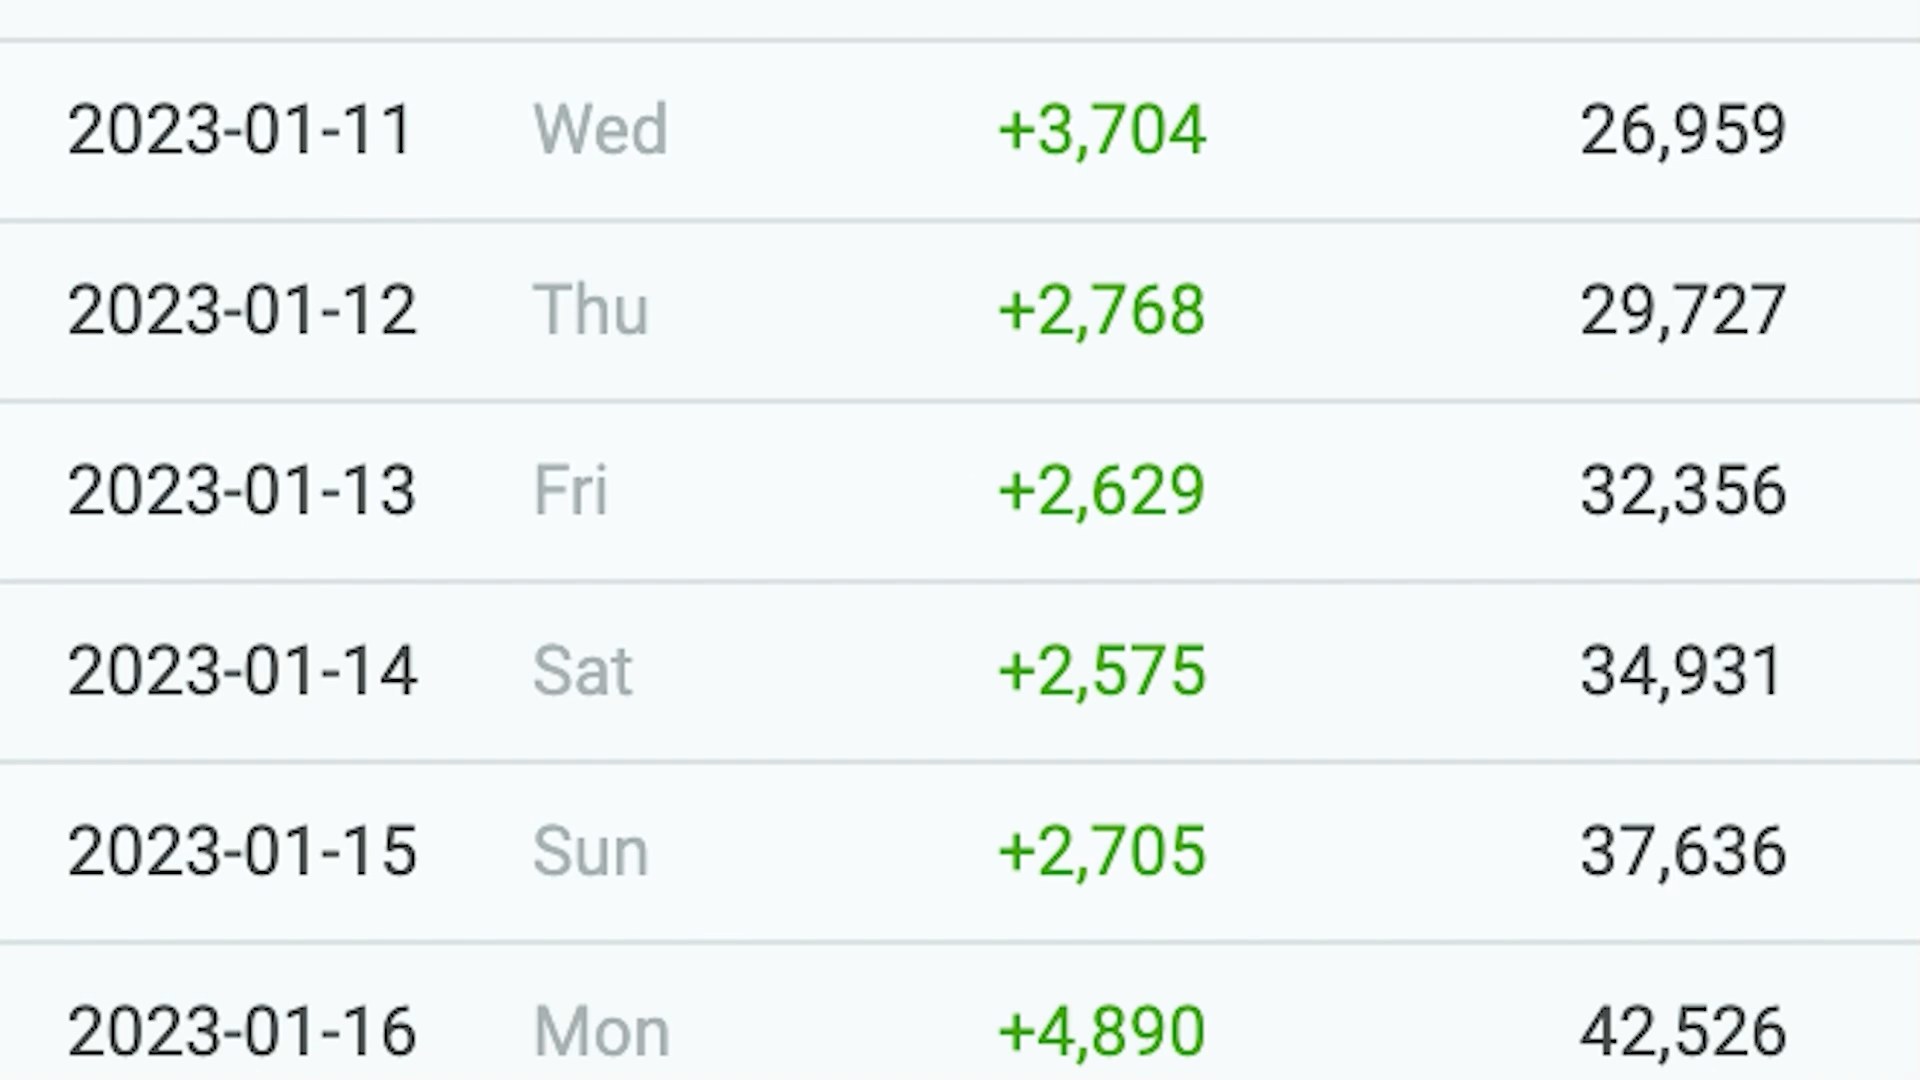 2023-01-11 Wed +3,704 26,959
2023-01-12 Thu +2,768 29,727
2023-01-13 Fri +2,629 32,356
2023-01-14 Sat +2,575 34,931
2023-01-15 Sun +2,705 37,636
2023-01-16 Mon +4,890 42,526